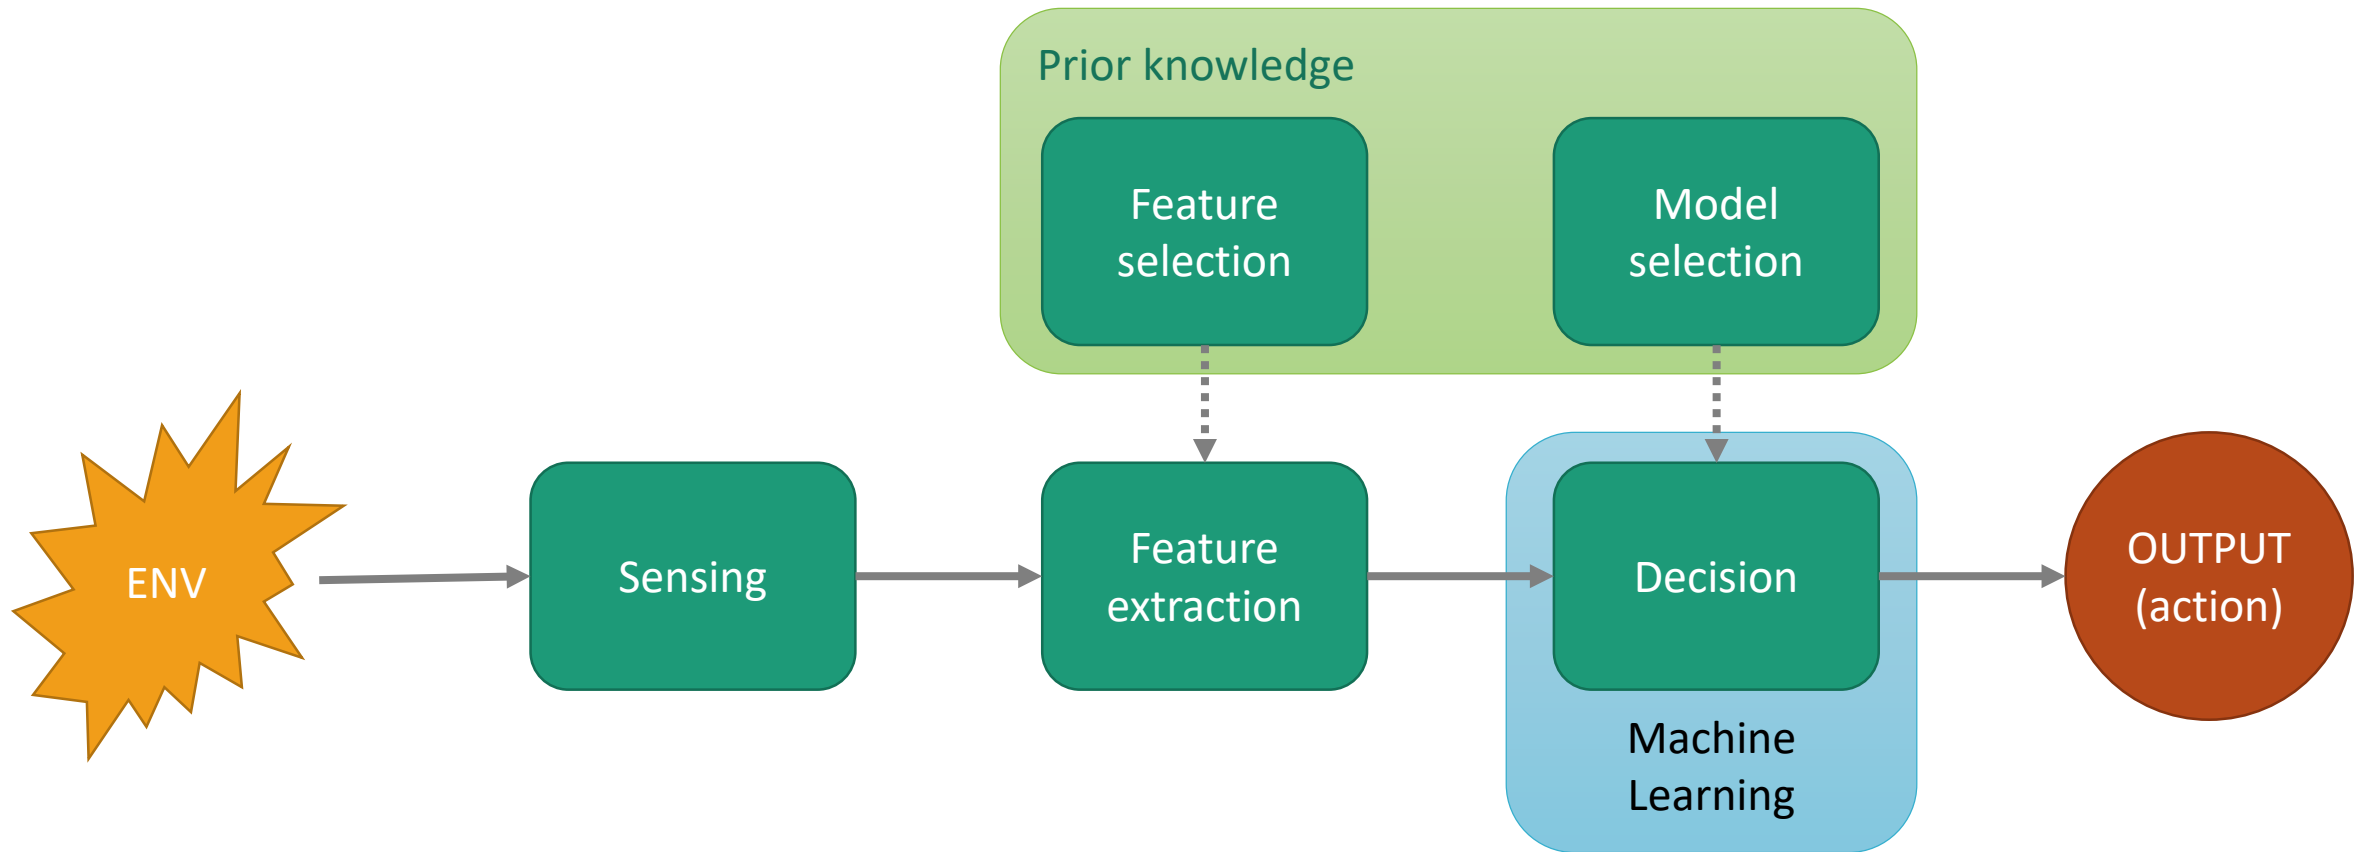 Prior knowledge
Feature
selection
Model
selection
ENV
Sensing
Feature
extraction
Decision
OUTPUT
(action)
Machine
Learning